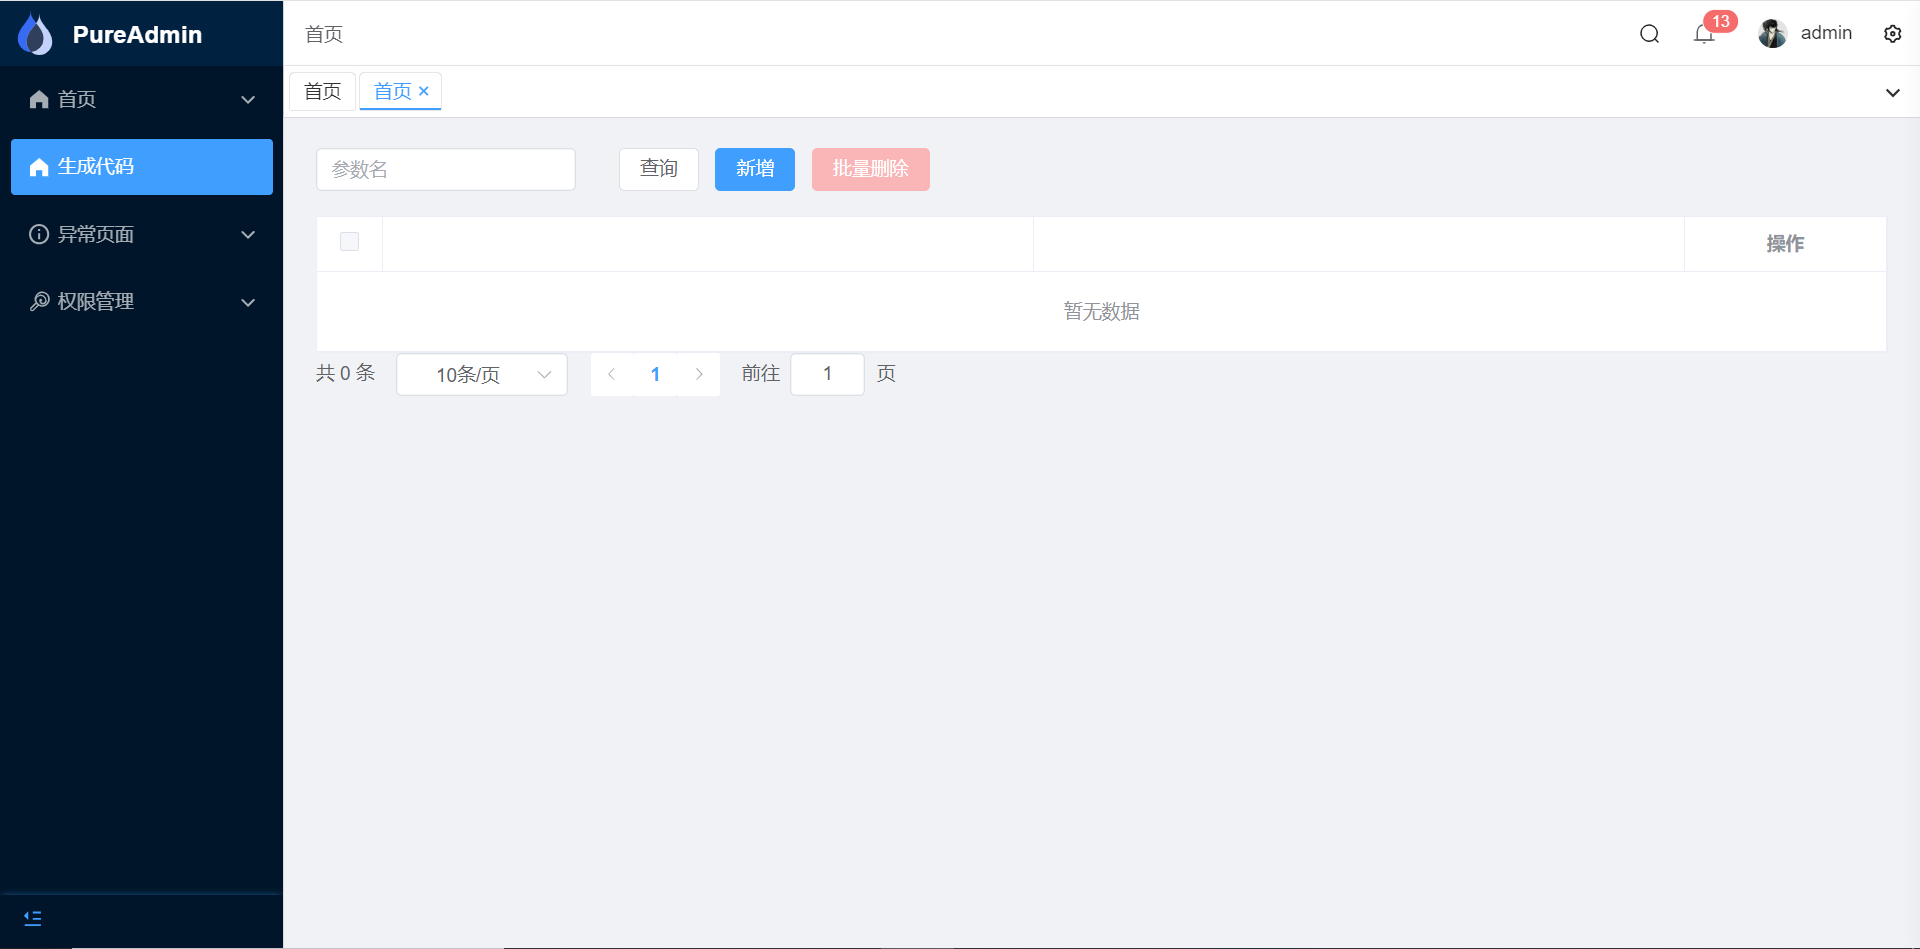 PureAdmin
首页
生成代码
异常页面
权限管理
首页
13
admin
首页
首页
参数名
查询
新增
批量删除
操作
暂无数据
共 0 条
10条/页
1
前往
1
页